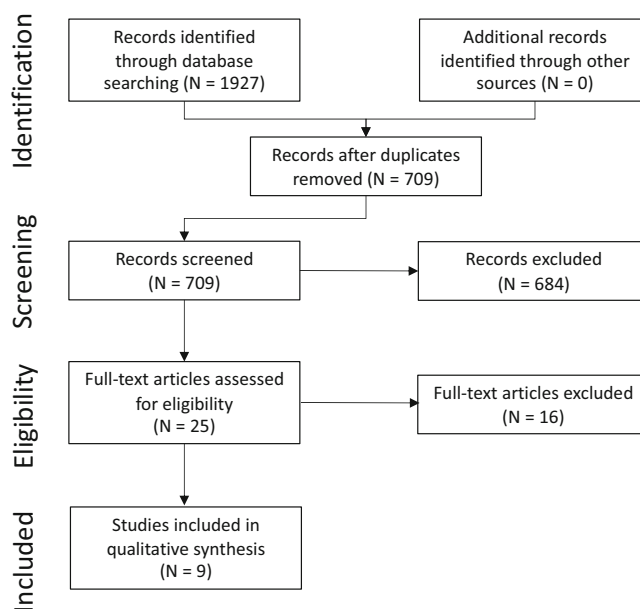 Identification
Records identified
through database
searching (N = 1927)
Additional records
identified through other
sources (N = 0)
Records after duplicates
removed (N = 709)
Screening
Records screened
(N = 709)
Records excluded
(N = 684)
Eligibility
Full-text articles assessed
for eligibility
(N = 25)
Full-text articles excluded
(N = 16)
Included
Studies included in
qualitative synthesis
(N = 9)